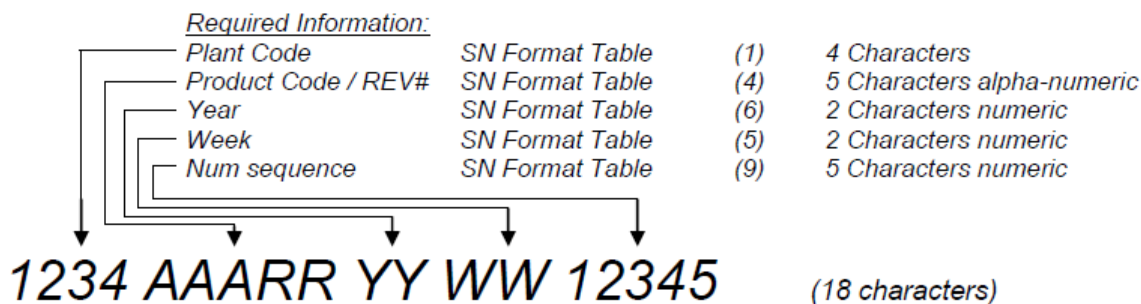 Required Information:
Plant Code SN Format Table (1) 4 Characters
Product Code / REV# SN Format Table (4) 5 Characters alpha-numeric
Year SN Format Table (6) 2 Characters numeric
Week SN Format Table (5) 2 Characters numeric
Num sequence SN Format Table (9) 5 Characters numeric
1234 AAARR YY WW 12345 (18 characters)